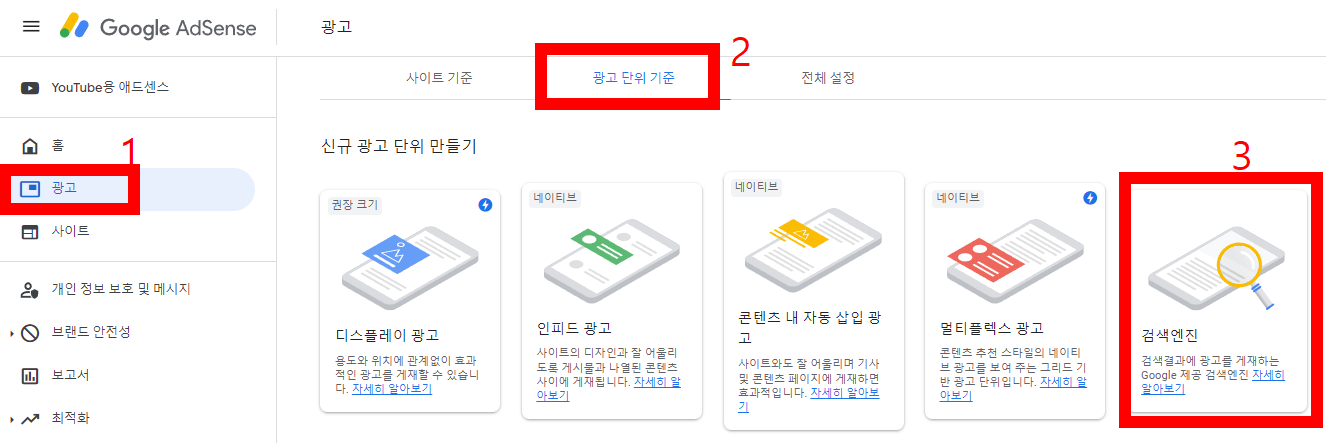 Google AdSense
광고
YouTube용 애드센스
홈
1
광고
사이트
개인 정보 보호 및 메시지
브랜드 안전성
보고서
최적화
사이트 기준
광고 단위 기준
2
전체 설정
신규 광고 단위 만들기
권장 크기
디스플레이 광고
용도와 위치에 관계없이 효과
적인 광고를 게재할 수 있습니
다. 자세히 알아보기
네이티브
인피드 광고
사이트의 디자인과 잘 어울리
도록 게시물과 나열된 콘텐츠
사이에 게재됩니다. 자세히 알
아보기
네이티브
콘텐츠 내 자동 삽입 광
고
사이트와도 잘 어울리며 기사
및 콘텐츠 페이지에 게재하면
효과적입니다. 자세히 알아보
기
네이티브
멀티플렉스 광고
콘텐츠 추천 스타일의 네이티
브 광고를 보여 주는 그리드 기
반 광고 단위입니다. 자세히 알
아보기
3
검색엔진
검색결과에 광고를 게재하는
Google 제공 검색엔진 자세히
알아보기